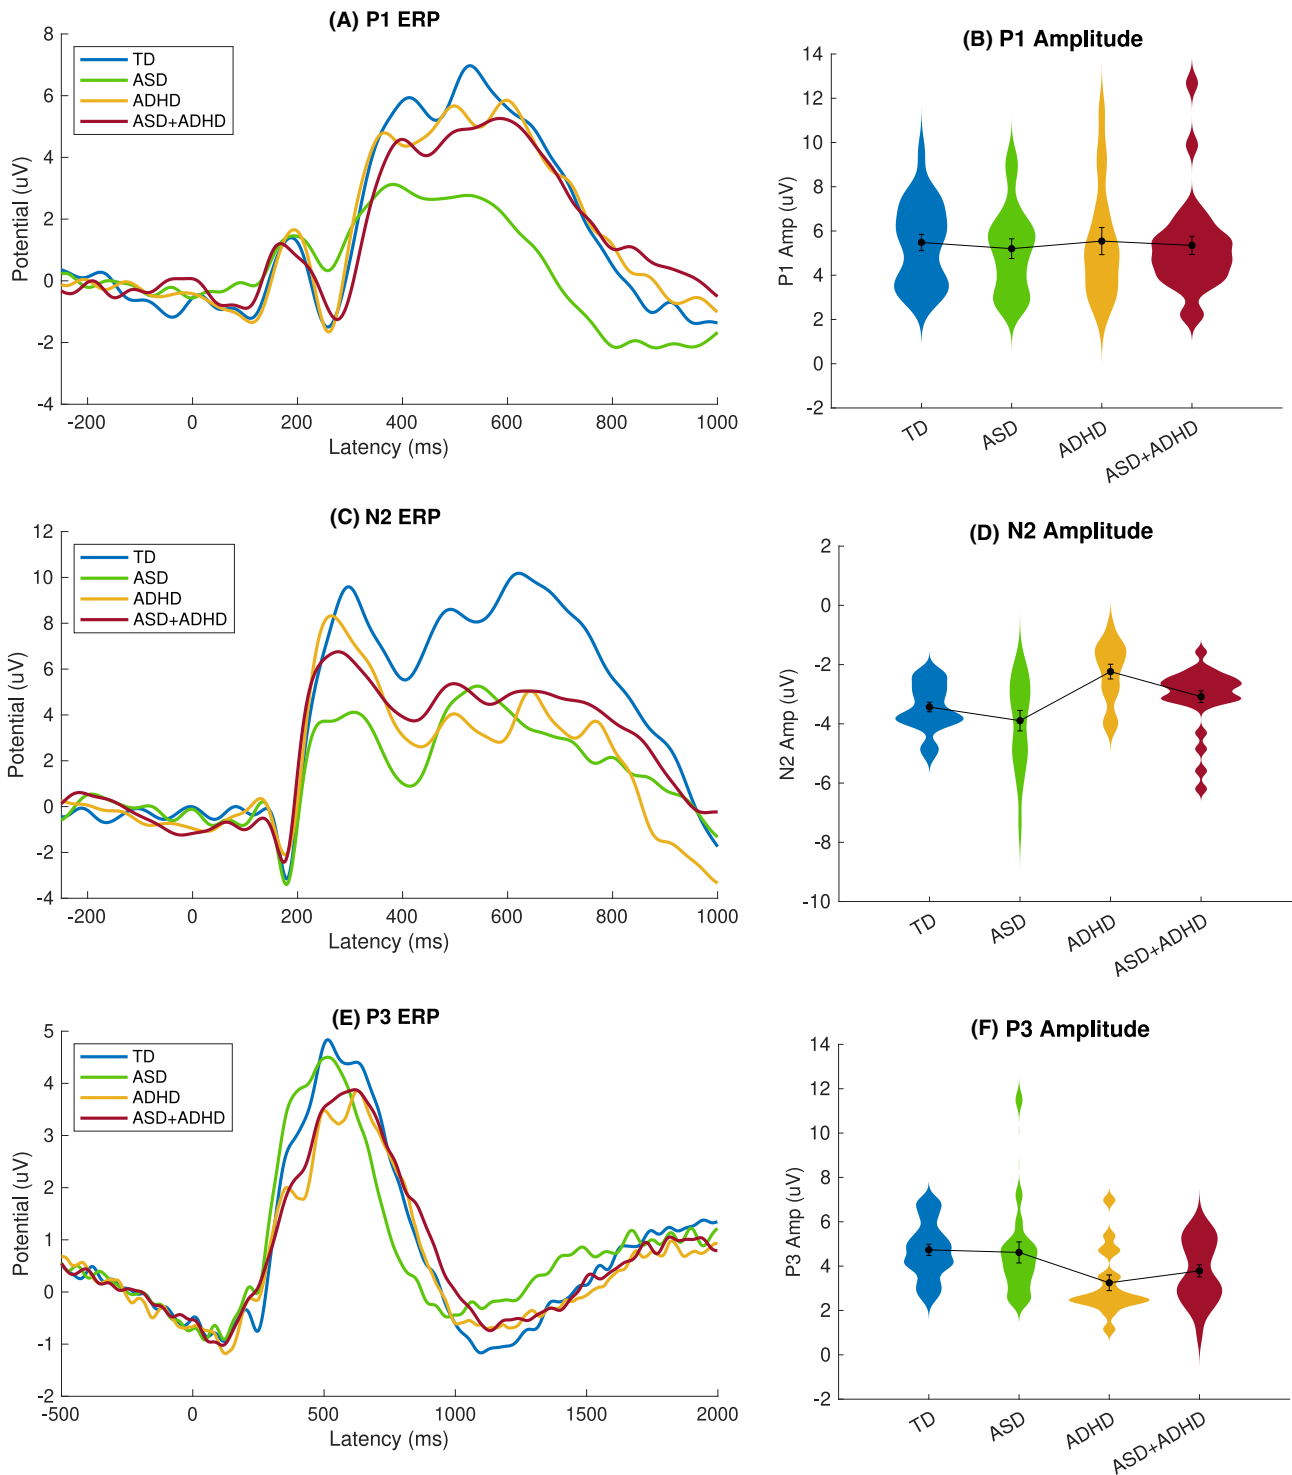 (A) P1 ERP
8
6
4
2
0
-2
-4
Potential (uV)
TD
ASD
ADHD
ASD+ADHD
-200
0
200
400
600
800
1000
Latency (ms)
(B) P1 Amplitude
14
12
10
8
6
4
2
0
-2
P1 Amp (uV)
TD
ASD
ADHD
ASD+ADHD
(C) N2 ERP
12
10
8
6
4
2
0
-2
-4
Potential (uV)
TD
ASD
ADHD
ASD+ADHD
-200
0
200
400
600
800
1000
Latency (ms)
(D) N2 Amplitude
2
0
-2
-4
-6
-8
-10
N2 Amp (uV)
TD
ASD
ADHD
ASD+ADHD
(E) P3 ERP
5
4
3
2
1
0
-1
-2
Potential (uV)
TD
ASD
ADHD
ASD+ADHD
-500
0
500
1000
1500
2000
Latency (ms)
(F) P3 Amplitude
14
12
10
8
6
4
2
0
-2
P3 Amp (uV)
TD
ASD
ADHD
ASD+ADHD